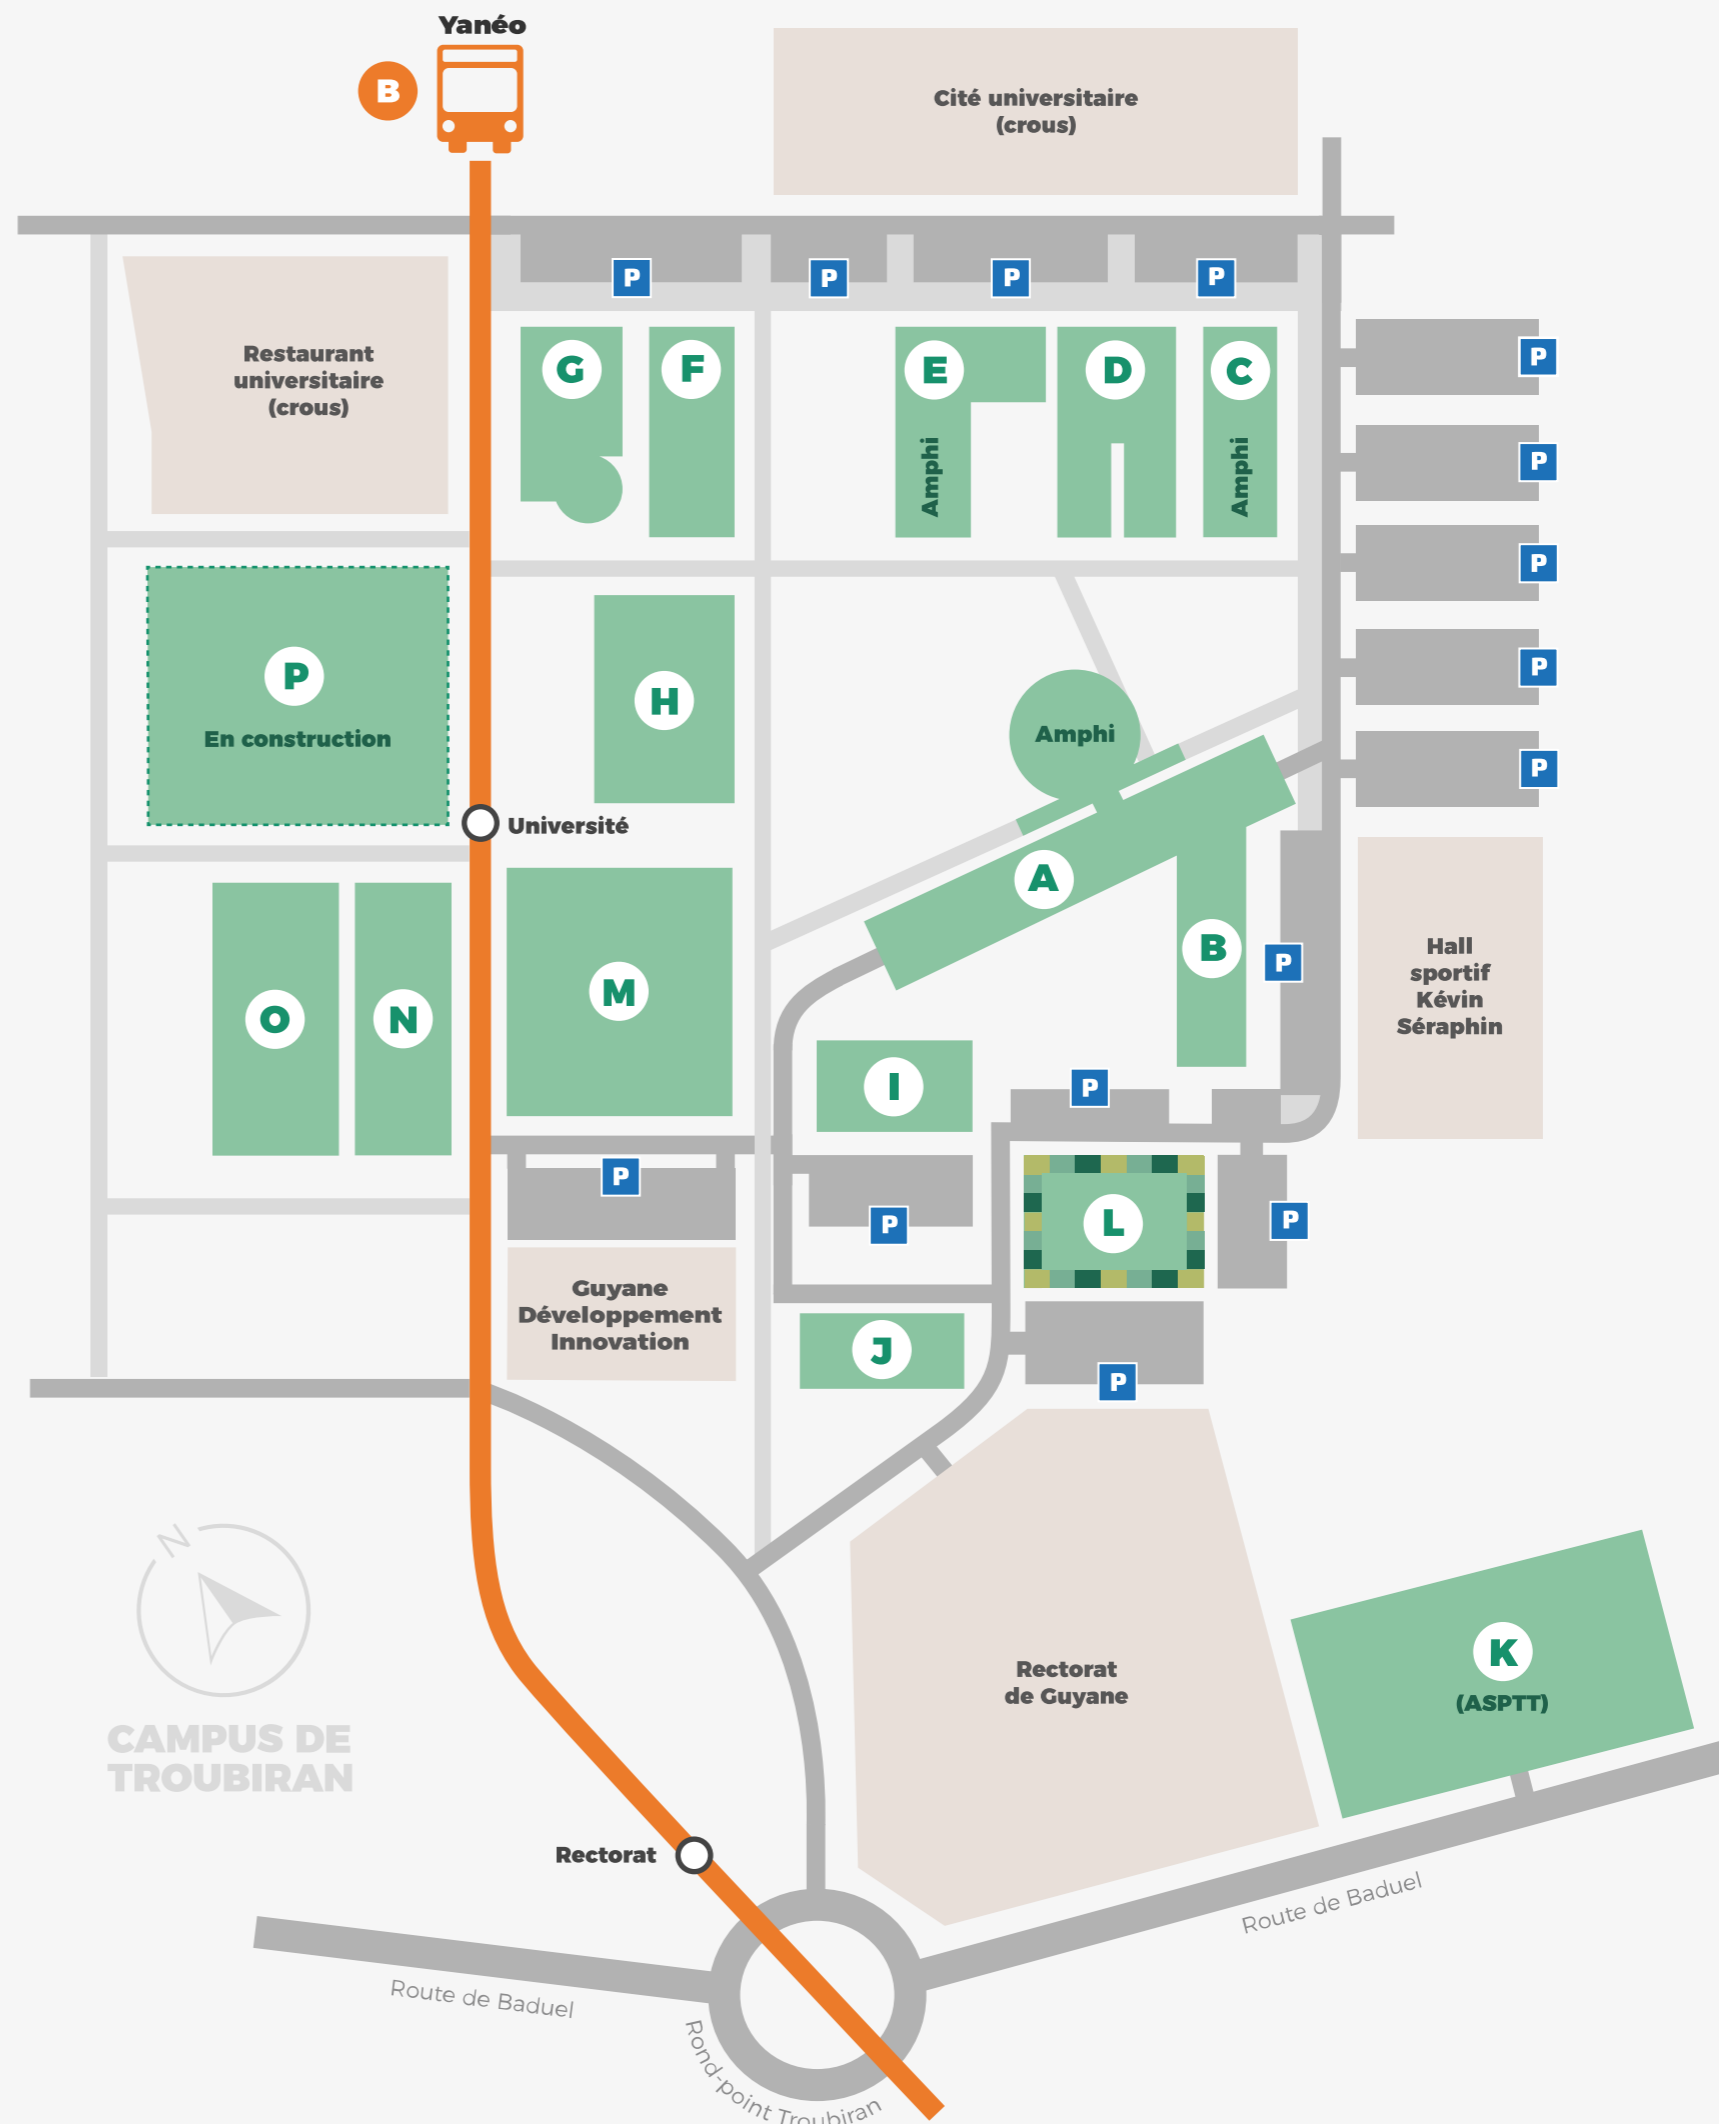 Yanéo
B
Cité universitaire
(crous)
P
P
P
P
Restaurant
universitaire
(crous)
G
F
E
Amphi
D
C
Amphi
P
P
P
P
P
P
En construction
H
Amphi
Université
A
B
P
Hall
sportif
Kévin
Séraphin
O
N
M
I
P
P
P
L
P
Guyane
Développement
Innovation
J
P
N
CAMPUS DE
TROUBIRAN
Rectorat
de Guyane
K
(ASPTT)
Rectorat
Route de Baduel
Route de Baduel
Rond-point Troubiran